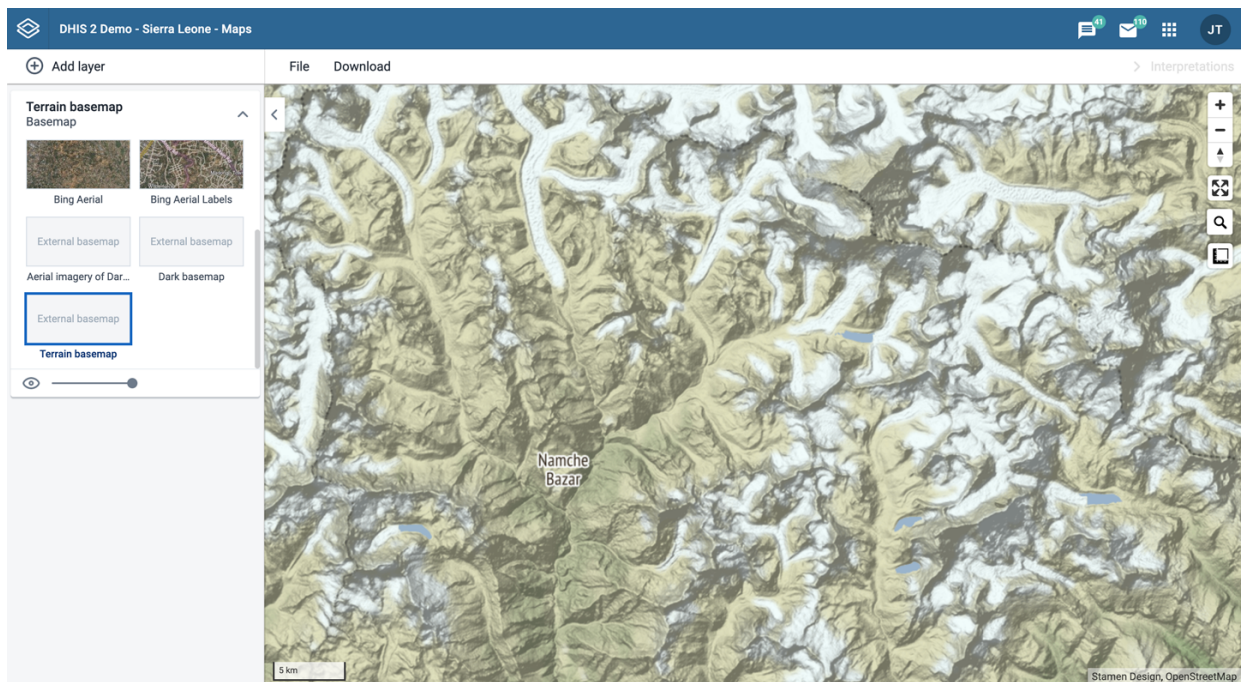 DHIS 2 Demo - Sierra Leone - Maps
41
110
JT
Add layer
File
Download
Interpretations
Terrain basemap
Basemap
Bing Aerial
Bing Aerial Labels
External basemap
External basemap
Aerial imagery of Dar...
Dark basemap
External basemap
Terrain basemap
Namche
Bazar
5 km
Stamen Design, OpenStreetMap